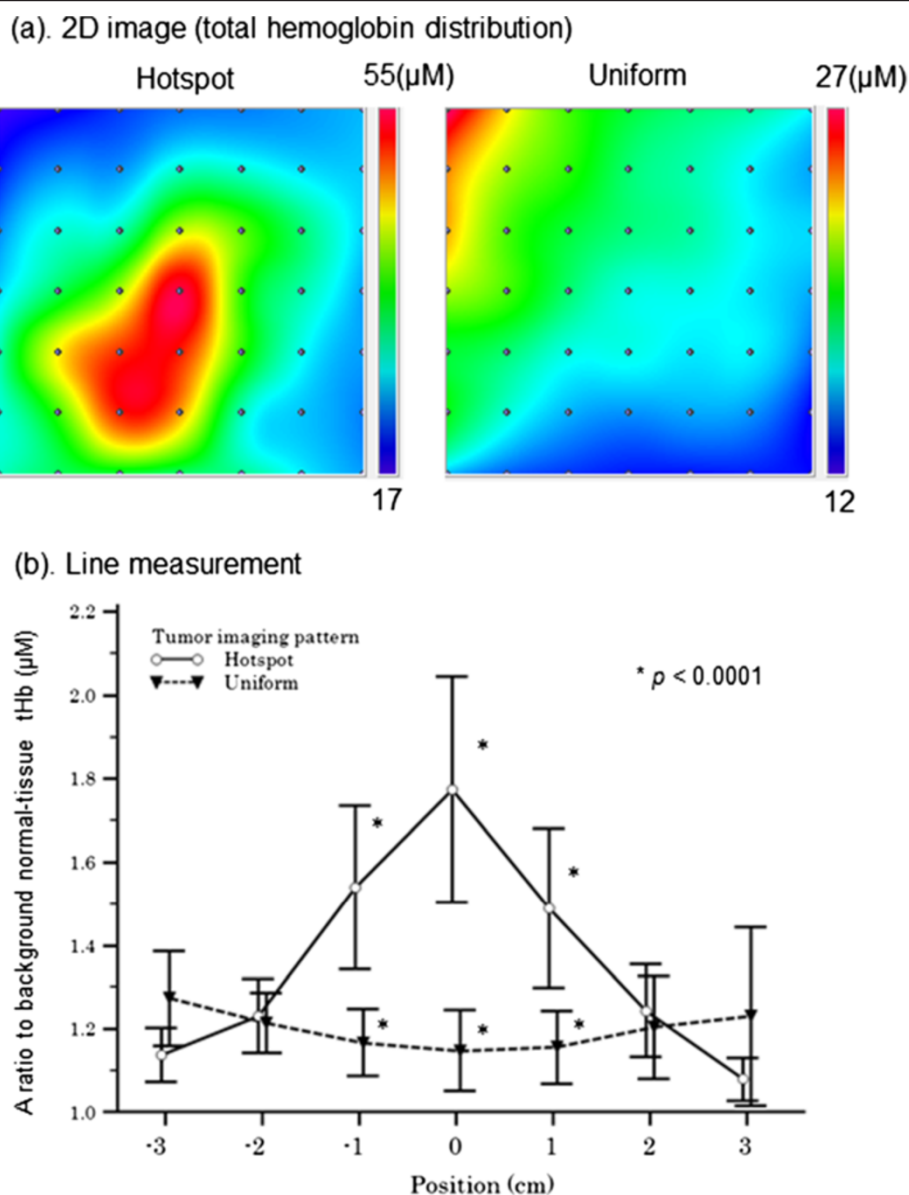 (a). 2D image (total hemoglobin distribution)
Hotspot 55(μM) Uniform 27(μM)
17 12
(b). Line measurement
A ratio to background normal-tissue tHb (μM)
2.2
2.0
1.8
1.6
1.4
1.2
1.0
Tumor imaging pattern
Hotspot
Uniform
* p < 0.0001
*
*
*
* * *
-3 -2 -1 0 1 2 3
Position (cm)